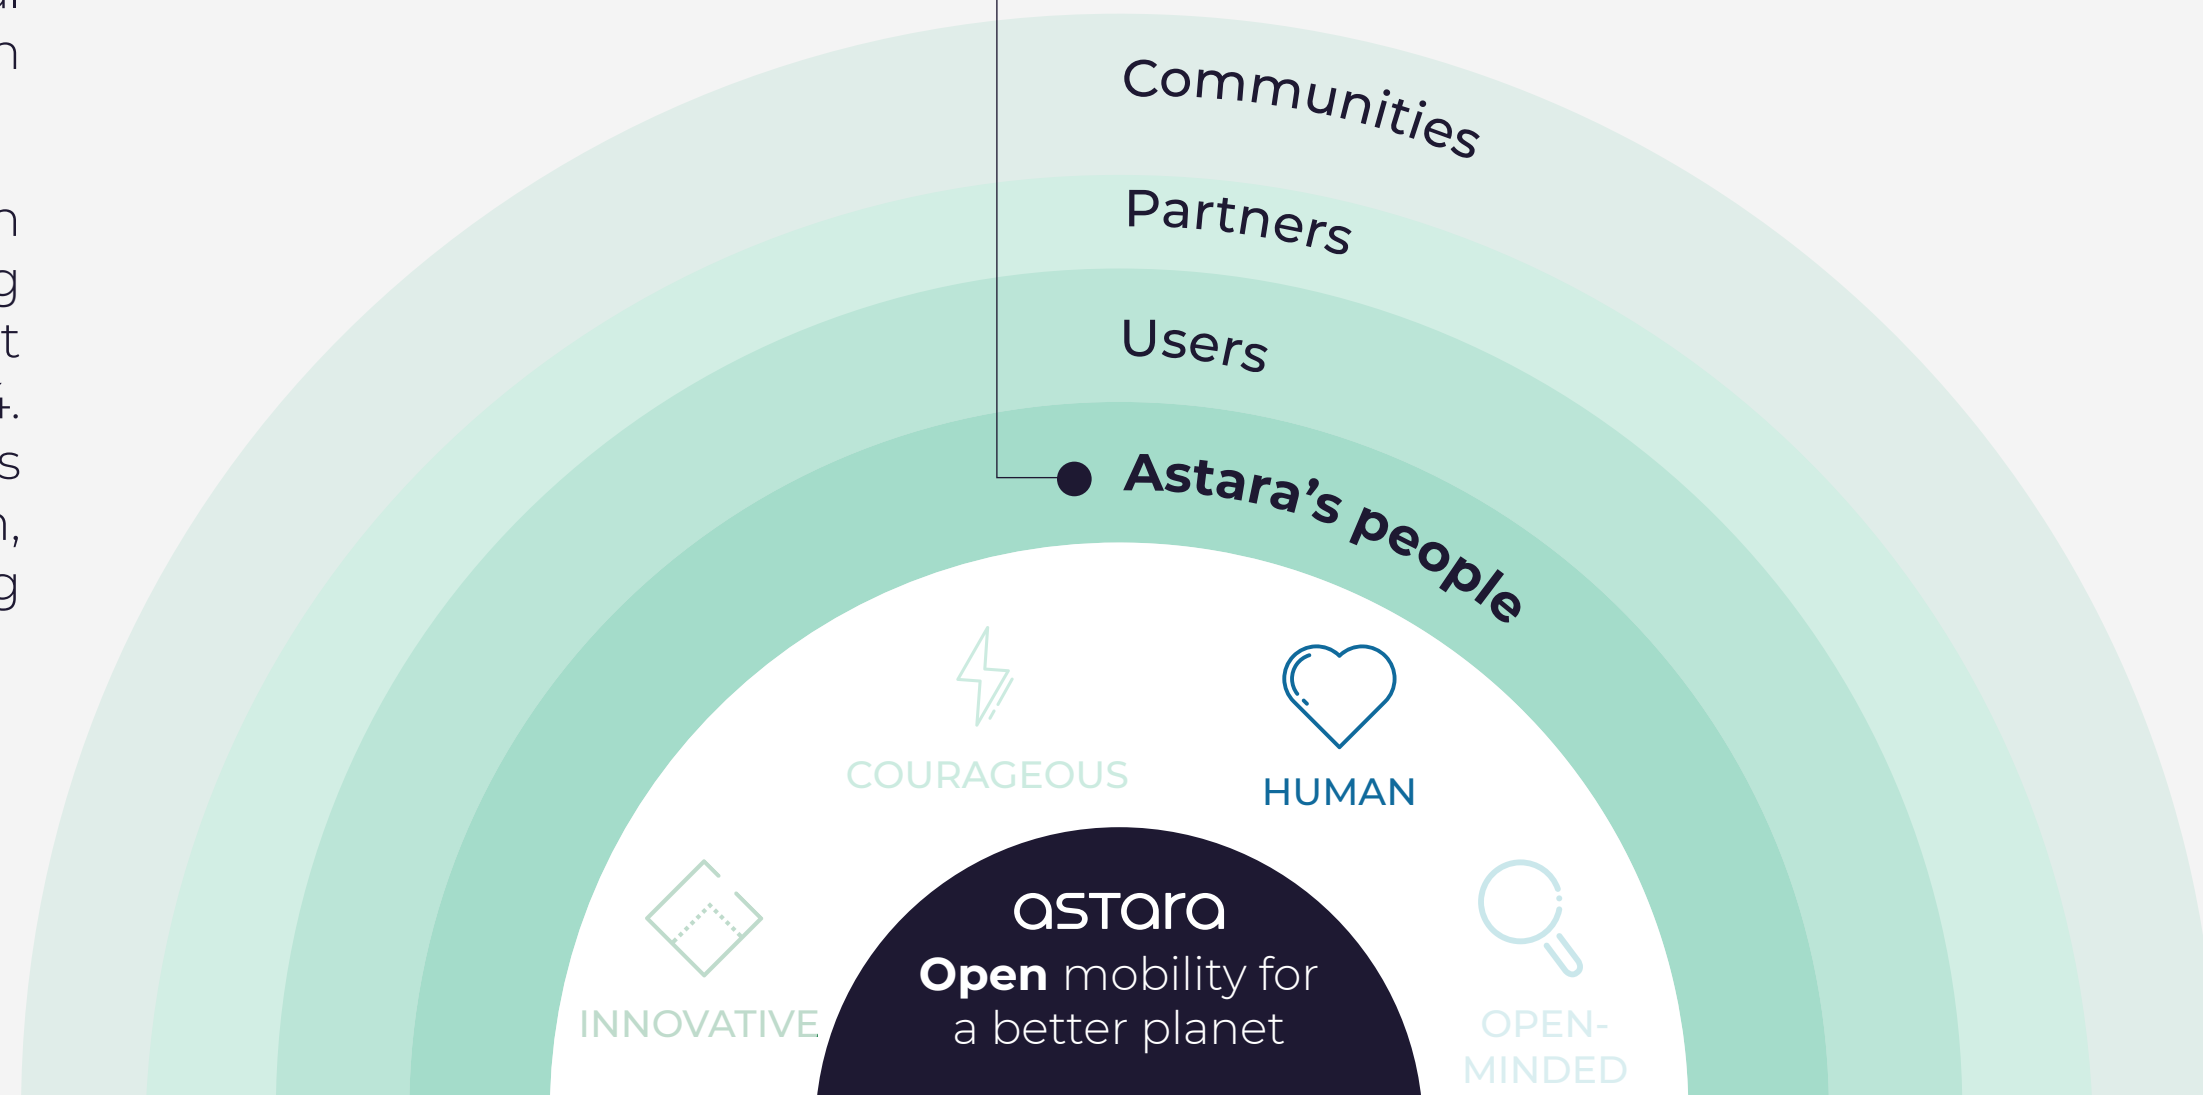 Communities
Partners
Users
Astara’s people
COURAGEOUS
HUMAN
INNOVATIVE
OPEN-
MINDED
astara
Open mobility for
a better planet